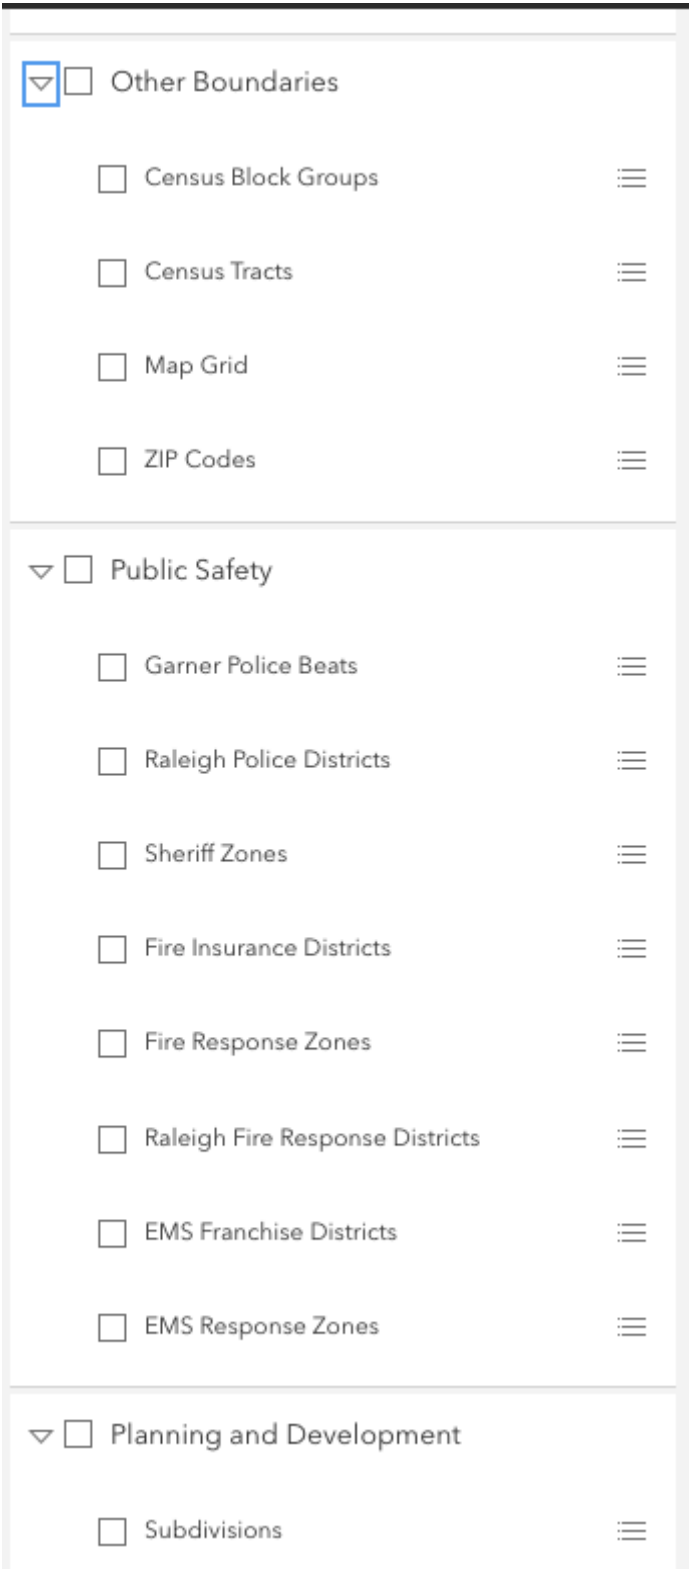 Other Boundaries
Census Block Groups
Census Tracts
Map Grid
ZIP Codes
Public Safety
Garner Police Beats
Raleigh Police Districts
Sheriff Zones
Fire Insurance Districts
Fire Response Zones
Raleigh Fire Response Districts
EMS Franchise Districts
EMS Response Zones
Planning and Development
Subdivisions